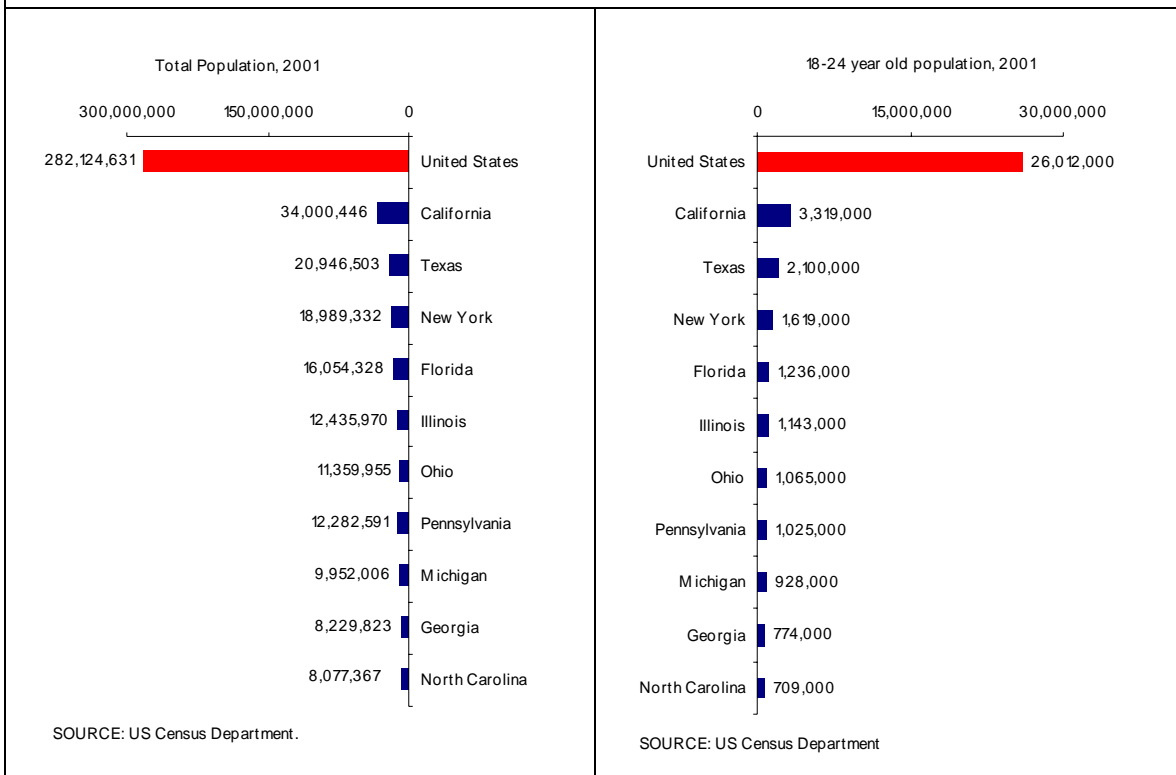 Total Population, 2001
300,000,000 150,000,000 0
282,124,631 United States
34,000,446 California
20,946,503 Texas
18,989,332 New York
16,054,328 Florida
12,435,970 Illinois
11,359,955 Ohio
12,282,591 Pennsylvania
9,952,006 Michigan
8,229,823 Georgia
8,077,367 North Carolina
SOURCE: US Census Department.
18-24 year old population, 2001
0 15,000,000 30,000,000
United States 26,012,000
California 3,319,000
Texas 2,100,000
New York 1,619,000
Florida 1,236,000
Illinois 1,143,000
Ohio 1,065,000
Pennsylvania 1,025,000
Michigan 928,000
Georgia 774,000
North Carolina 709,000
SOURCE: US Census Department